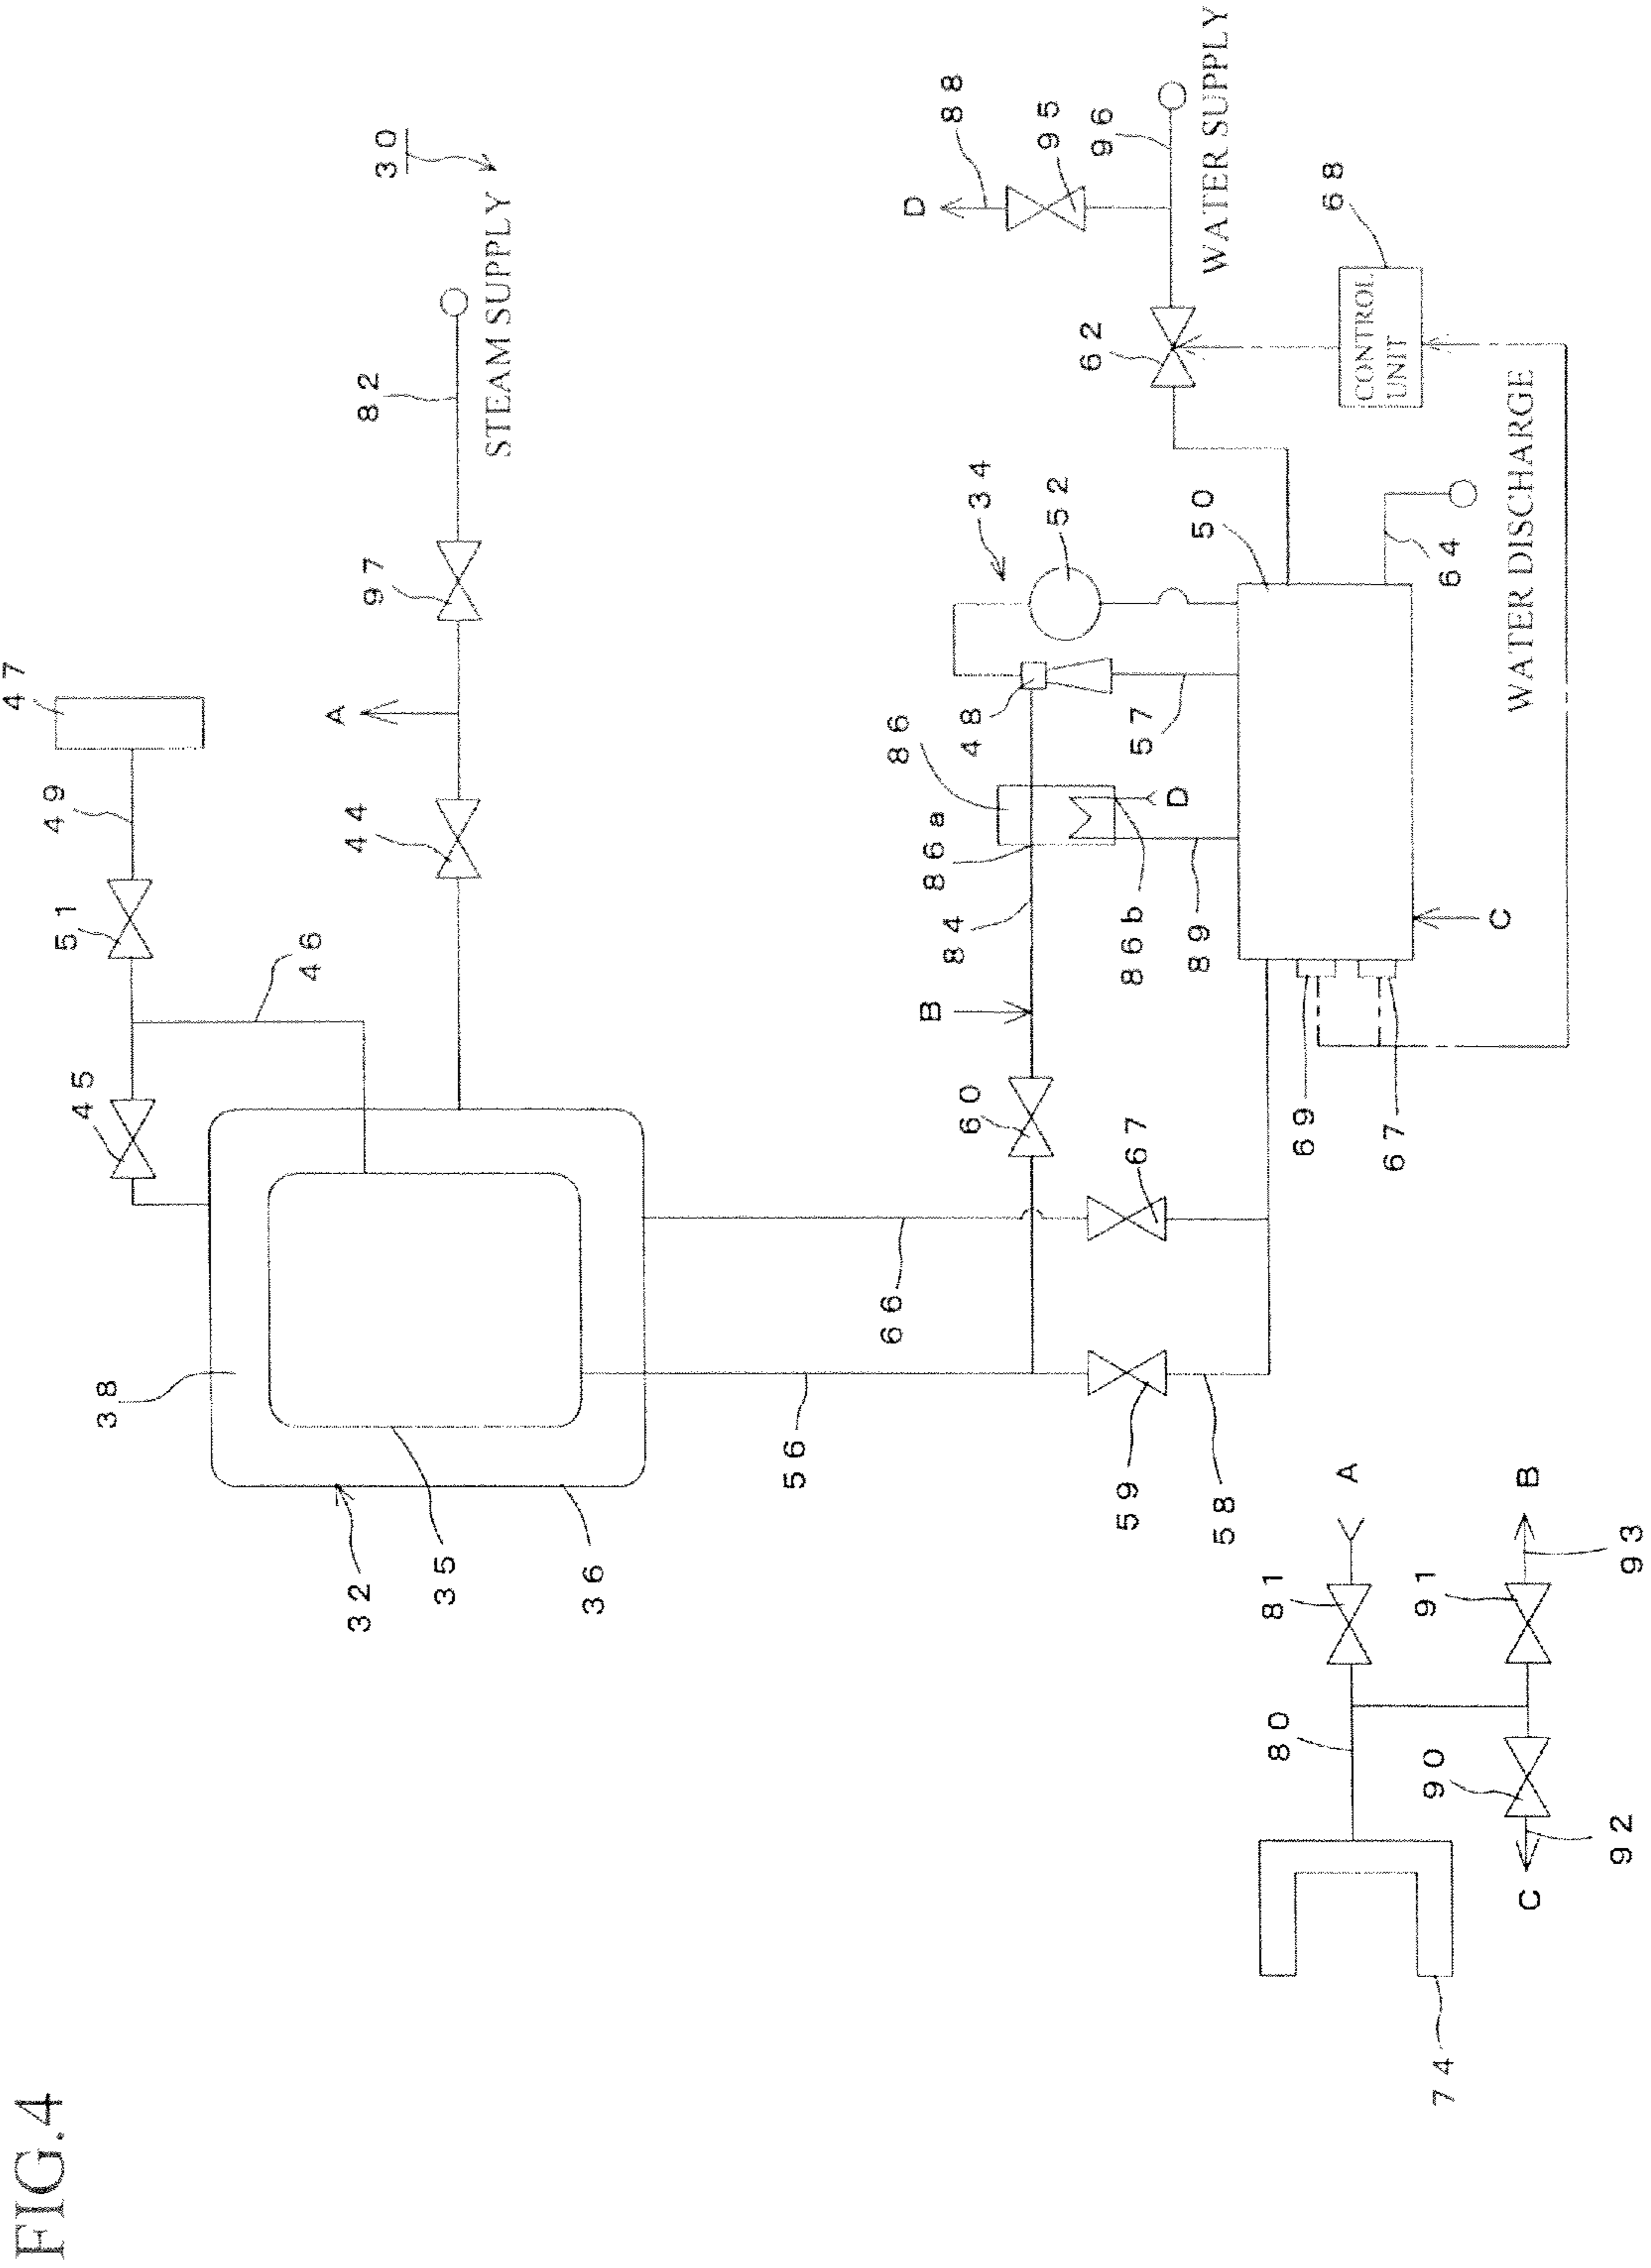 FIG.4
47
49
51
46
45
38
32
35
36
30
STEAM SUPPLY
82
97
A
44
88
D
95
96
WATER SUPPLY
62
68
CONTROL
UNIT
34
52
50
64
WATER DISCHARGE
48
57
86
86a
86b
D
84
89
B
C
60
67
69
67
66
56
59
58
A
81
B
91
93
80
90
92
C
74